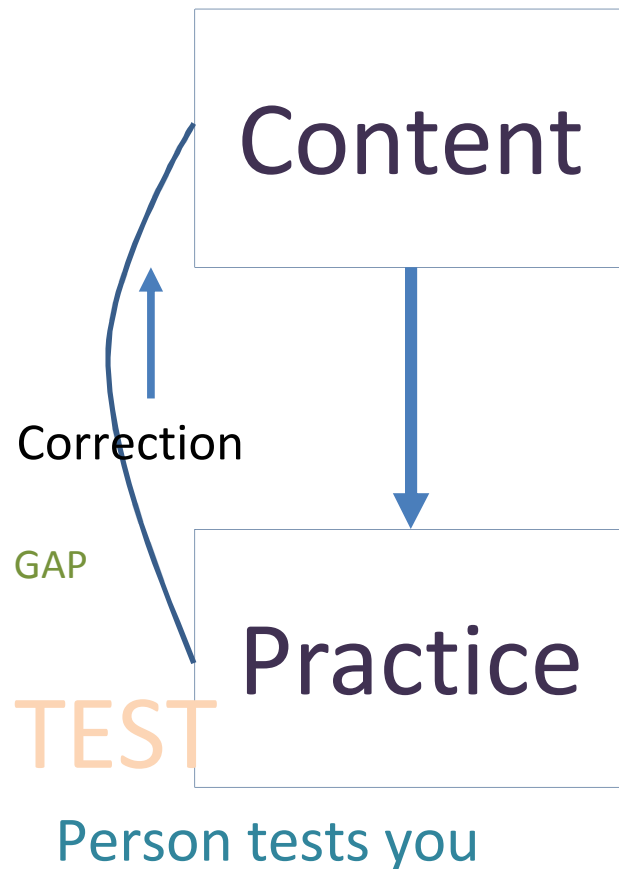 Content
Correction
GAP
Practice
TEST
Person tests you